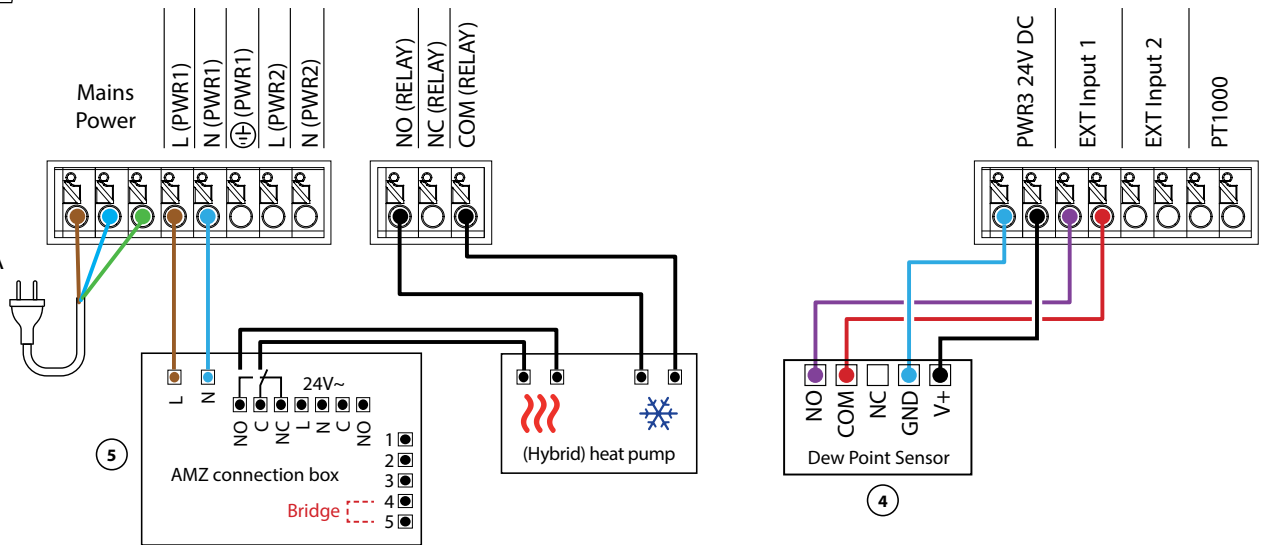 Mains
Power
L (PWR1)
N (PWR1)
(PWR1)
L (PWR2)
N (PWR2)
NO (RELAY)
NC (RELAY)
COM (RELAY)
PWR3 24V DC
EXT Input 1
EXT Input 2
PT1000
A
L
N
24V~
NO
C
NC
L
N
C
NO
1
2
3
4
5
AMZ connection box
Bridge
5
(Hybrid) heat pump
NO
COM
NC
GND
V+
Dew Point Sensor
4